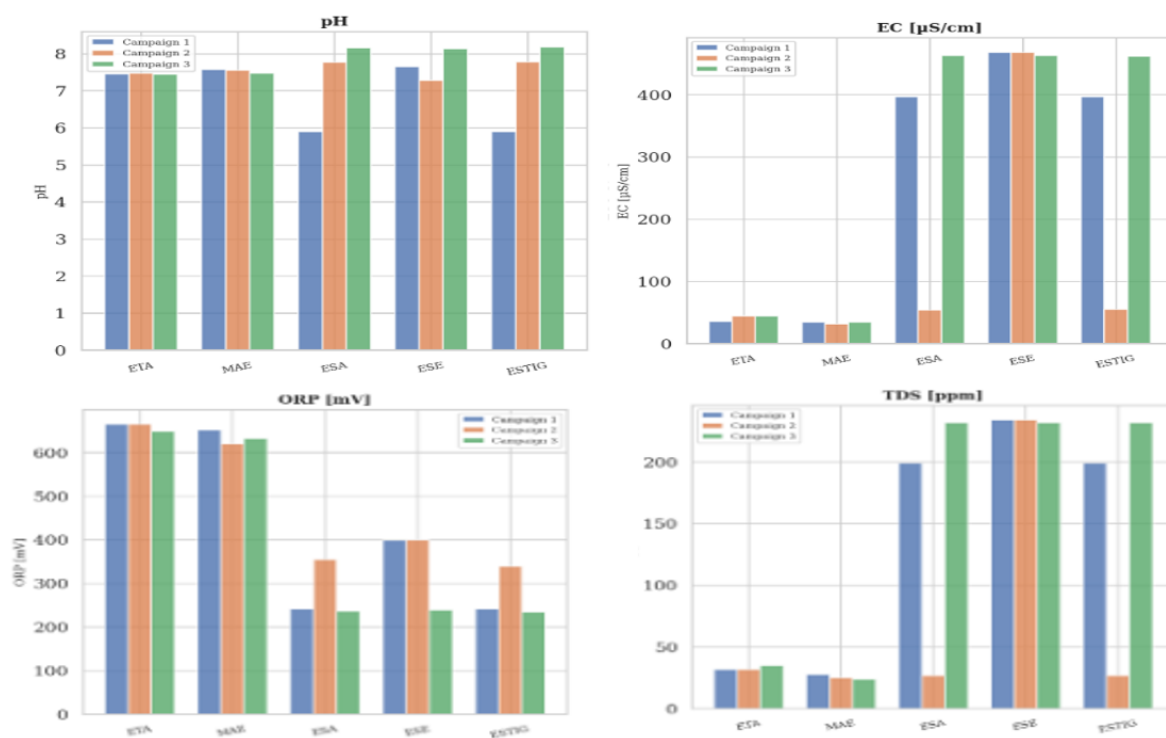 pH
Campaign 1
Campaign 2
Campaign 3
8
7
6
5
4
3
2
1
0
pH
ETA MAE ESA ESE ESTIG
EC [µS/cm]
Campaign 1
Campaign 2
Campaign 3
400
300
200
100
0
EC [µS/cm]
ETA MAE ESA ESE ESTIG
ORP [mV]
Campaign 1
Campaign 2
Campaign 3
600
500
400
300
200
100
0
ORP [mV]
ETA MAE ESA ESE ESTIG
TDS [ppm]
Campaign 1
Campaign 2
Campaign 3
200
150
100
50
0
ETA MAE ESA ESE ESTIG